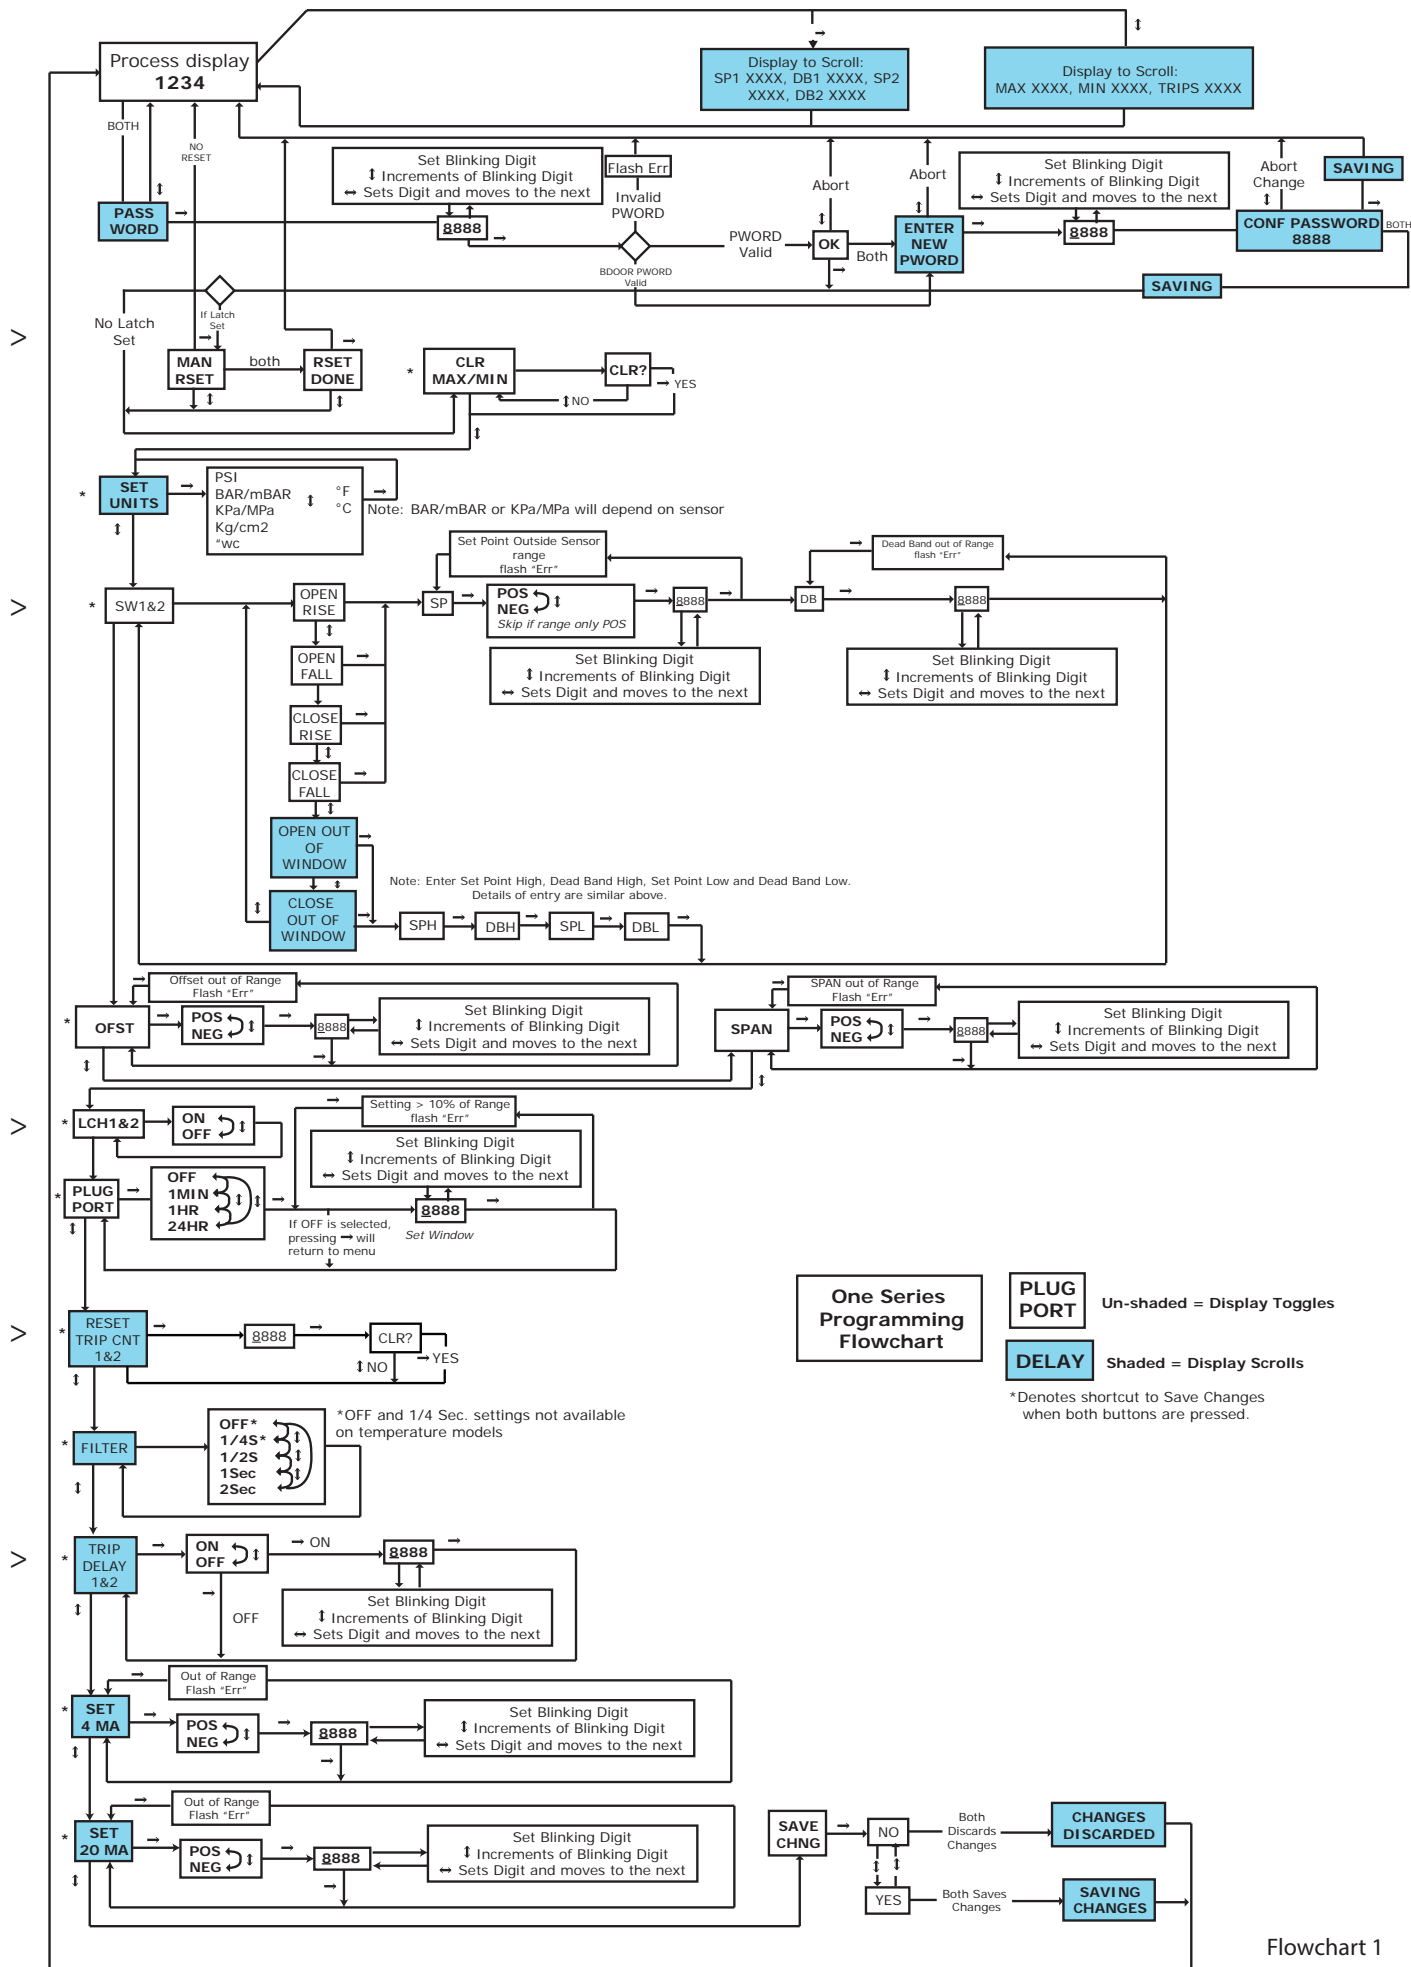 Process display
1234
Display to Scroll:
SP1 XXXX, DB1 XXXX, SP2
XXXX, DB2 XXXX
Display to Scroll:
MAX XXXX, MIN XXXX, TRIPS XXXX
BOTH
NO
RESET
Set Blinking Digit
↕ Increments of Blinking Digit
↔ Sets Digit and moves to the next
Flash Err
Invalid
PWORD
Abort
Abort
Set Blinking Digit
↕ Increments of Blinking Digit
↔ Sets Digit and moves to the next
Abort
Change
SAVING
PASS
WORD
8888
PWORD
Valid
OK
Both
ENTER
NEW
PWORD
8888
CONF PASSWORD
8888
BOTH
BDOOR PWORD
Valid
SAVING
No Latch
Set
If Latch
Set
>
MAN
RSET
both
RSET
DONE
*
CLR
MAX/MIN
CLR?
→ YES
↕ NO
*
SET
UNITS
PSI
BAR/mBAR
KPa/MPa
Kg/cm2
"wc
°F
°C
Note: BAR/mBAR or KPa/MPa will depend on sensor
Set Point Outside Sensor
range
flash "Err"
Dead Band out of Range
flash "Err"
>
*
SW1&2
OPEN
RISE
SP
POS
NEG
Skip if range only POS
8888
DB
8888
OPEN
FALL
Set Blinking Digit
↕ Increments of Blinking Digit
↔ Sets Digit and moves to the next
Set Blinking Digit
↕ Increments of Blinking Digit
↔ Sets Digit and moves to the next
CLOSE
RISE
CLOSE
FALL
OPEN OUT
OF
WINDOW
Note: Enter Set Point High, Dead Band High, Set Point Low and Dead Band Low.
Details of entry are similar above.
CLOSE
OUT OF
WINDOW
SPH
DBH
SPL
DBL
Offset out of Range
Flash "Err"
SPAN out of Range
Flash "Err"
*
OFST
POS
NEG
8888
Set Blinking Digit
↕ Increments of Blinking Digit
↔ Sets Digit and moves to the next
SPAN
POS
NEG
8888
Set Blinking Digit
↕ Increments of Blinking Digit
↔ Sets Digit and moves to the next
>
*
LCH1&2
ON
OFF
Setting > 10% of Range
flash "Err"
Set Blinking Digit
↕ Increments of Blinking Digit
↔ Sets Digit and moves to the next
*
PLUG
PORT
OFF
1MIN
1HR
24HR
If OFF is selected,
pressing → will
return to menu
8888
Set Window
One Series
Programming
Flowchart
PLUG
PORT
Un-shaded = Display Toggles
DELAY
Shaded = Display Scrolls
*Denotes shortcut to Save Changes
when both buttons are pressed.
>
*
RESET
TRIP CNT
1&2
8888
CLR?
→ YES
↕ NO
*
FILTER
OFF*
1/4S*
1/2S
1Sec
2Sec
*OFF and 1/4 Sec. settings not available
on temperature models
>
*
TRIP
DELAY
1&2
ON
OFF
→ ON
OFF
8888
Set Blinking Digit
↕ Increments of Blinking Digit
↔ Sets Digit and moves to the next
Out of Range
Flash "Err"
*
SET
4 MA
POS
NEG
8888
Set Blinking Digit
↕ Increments of Blinking Digit
↔ Sets Digit and moves to the next
Out of Range
Flash "Err"
*
SET
20 MA
POS
NEG
8888
Set Blinking Digit
↕ Increments of Blinking Digit
↔ Sets Digit and moves to the next
SAVE
CHNG
NO
Both
Discards
Changes
CHANGES
DISCARDED
YES
Both Saves
Changes
SAVING
CHANGES
Flowchart 1